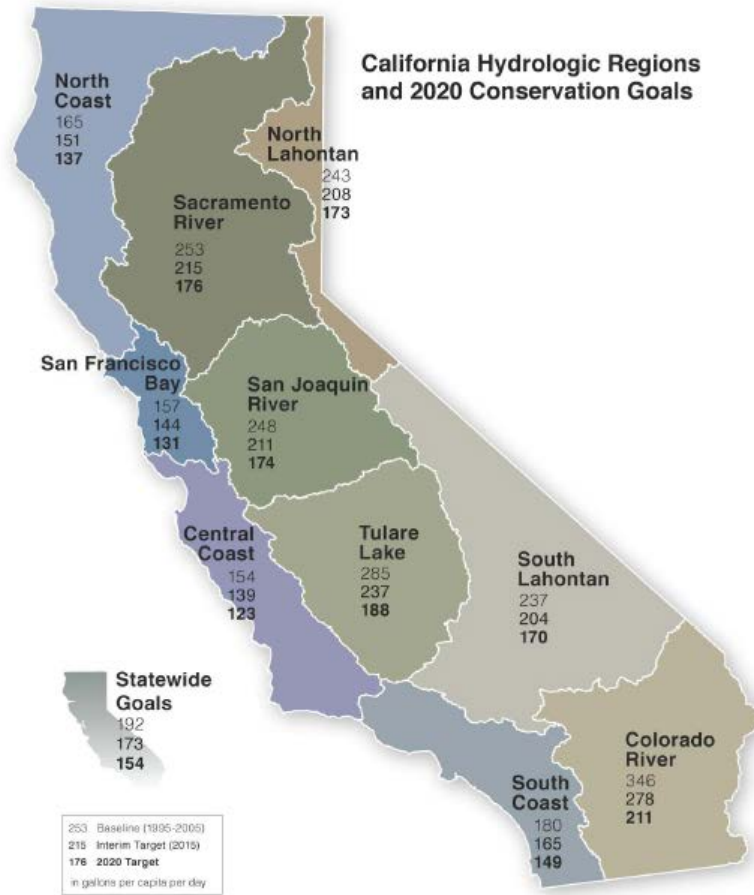 California Hydrologic Regions
and 2020 Conservation Goals
North
Coast
165
151
137
North
Lahontan
243
208
173
Sacramento
River
253
215
176
San Francisco
Bay
157
144
131
San Joaquin
River
248
211
174
Central
Coast
154
139
123
Tulare
Lake
285
237
188
South
Lahontan
237
204
170
Statewide
Goals
192
173
154
South
Coast
180
165
149
Colorado
River
346
278
211
253 Baseline (1995-2005)
215 Interim Target (2015)
176 2020 Target
in gallons per capita per day